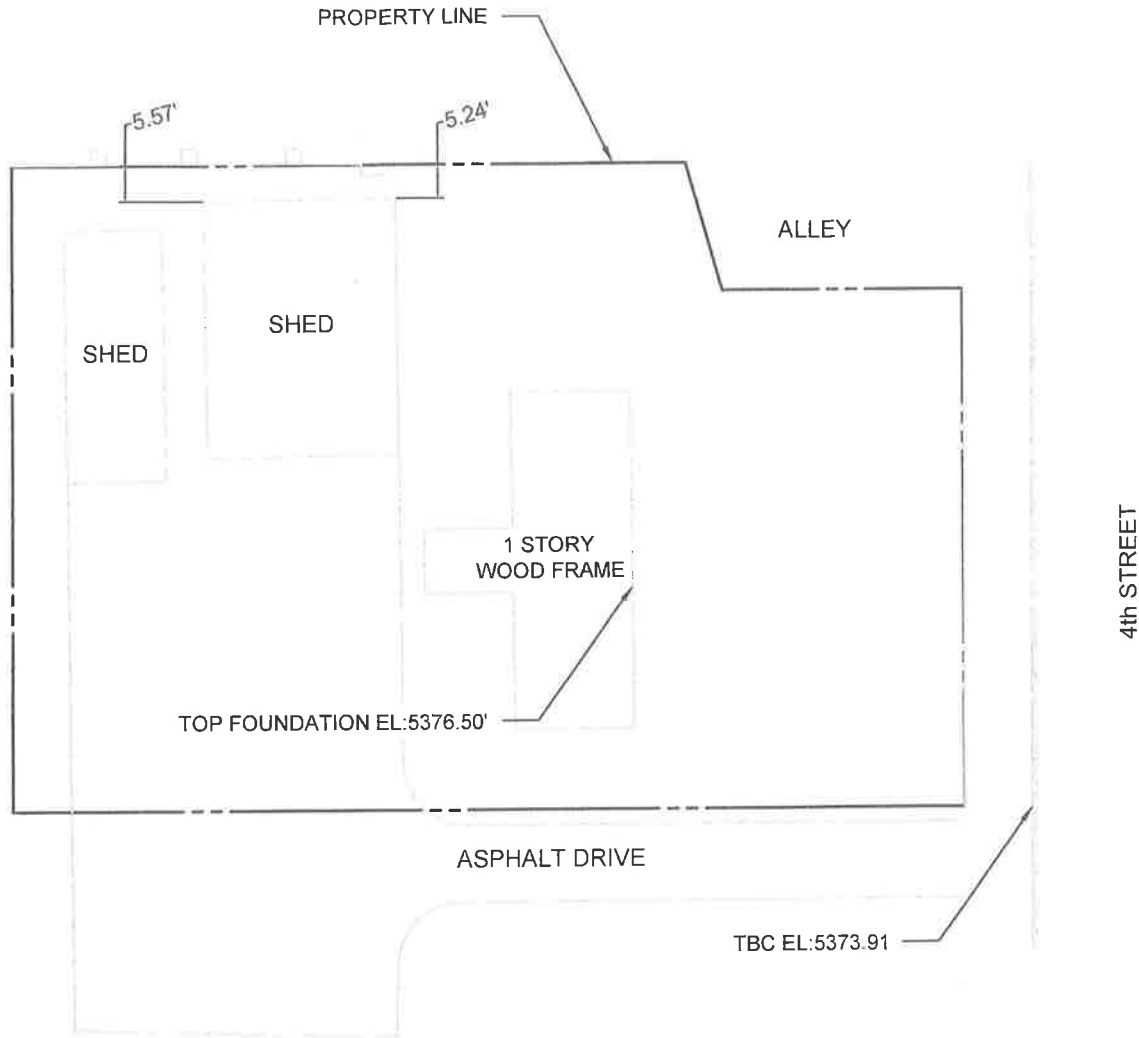 PROPERTY LINE
5.57'
5.24'
ALLEY
SHED
SHED
1 STORY
WOOD FRAME
4th STREET
TOP FOUNDATION EL:5376.50'
ASPHALT DRIVE
TBC EL:5373.91